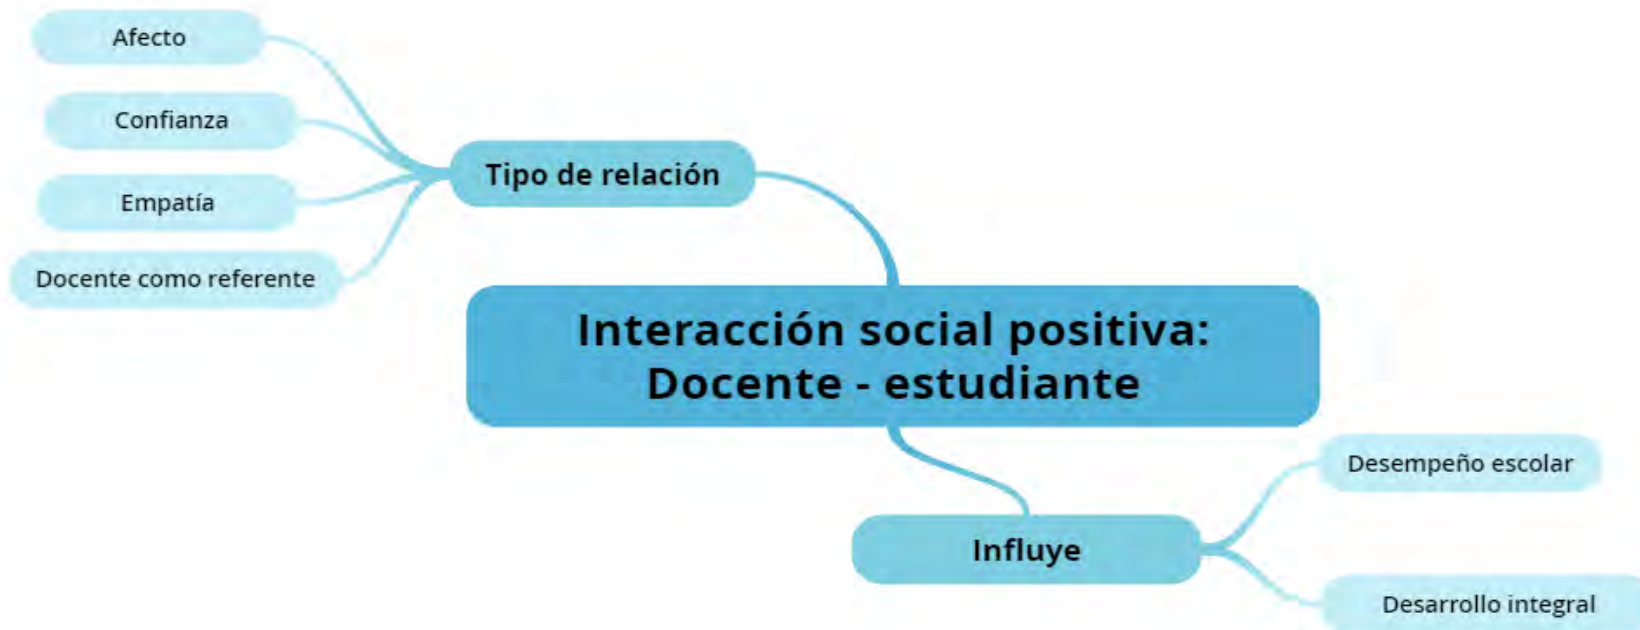 Afecto
Confianza
Empatía
Docente como referente
Tipo de relación
Interacción social positiva:
Docente - estudiante
Influye
Desempeño escolar
Desarrollo integral